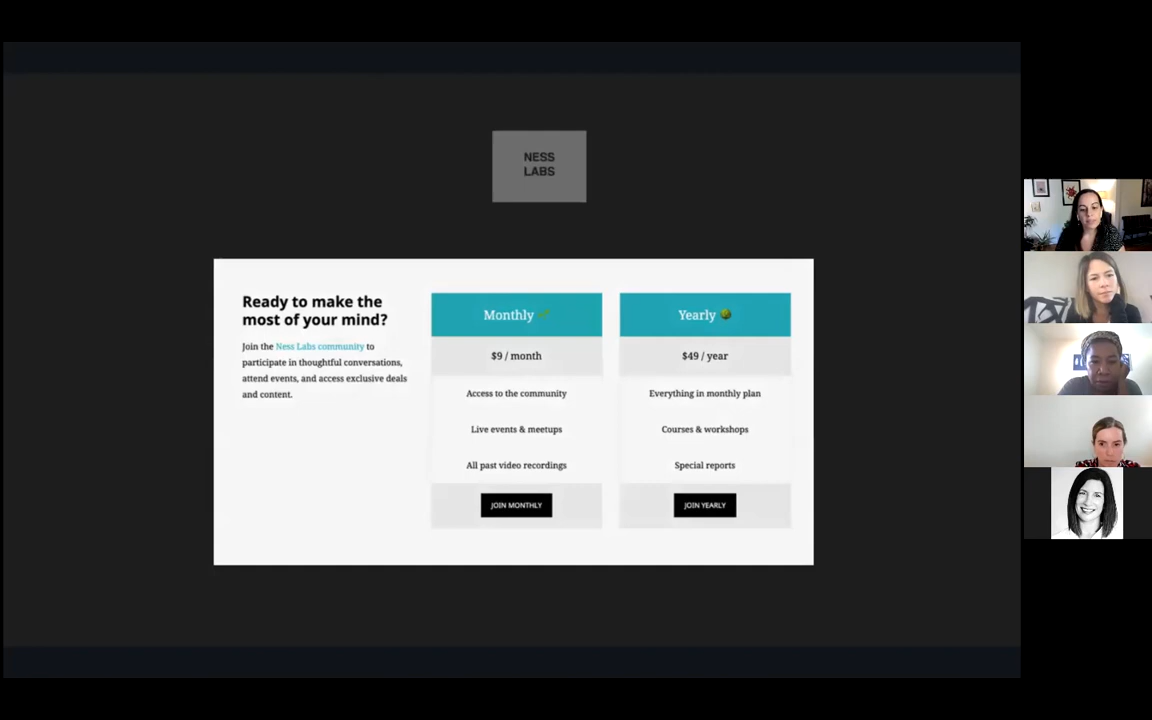 NESS
LABS
Ready to make the
most of your mind?
Join the Ness Labs community to
participate in thoughtful conversations,
attend events, and access exclusive deals
and content.
Monthly
$9 / month
Access to the community
Live events & meetups
All past video recordings
JOIN MONTHLY
Yearly
$49 / year
Everything in monthly plan
Courses & workshops
Special reports
JOIN YEARLY